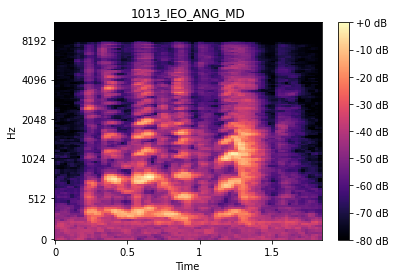 1013_IEO_ANG_MD
8192
4096
2048
1024
512
0
Hz
0
0.5
1
1.5
Time
+0 dB
-10 dB
-20 dB
-30 dB
-40 dB
-50 dB
-60 dB
-70 dB
-80 dB